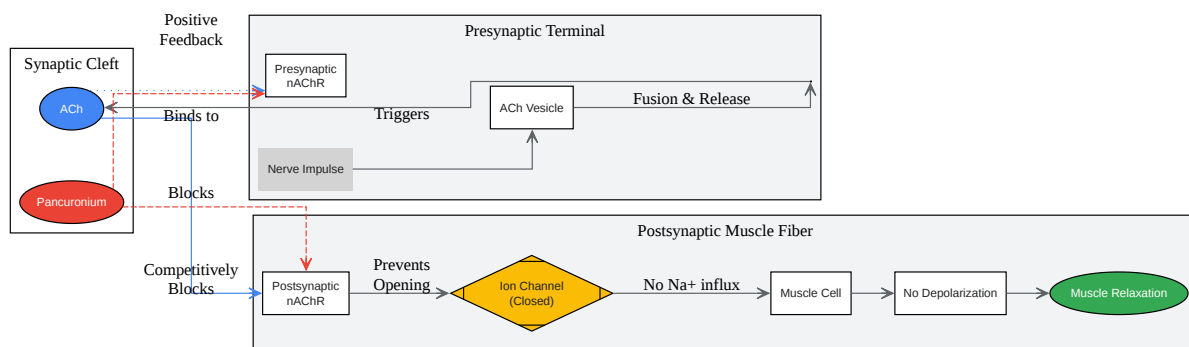 Positive
Feedback
Presynaptic Terminal
Synaptic Cleft
Presynaptic
nAChR
ACh
ACh Vesicle
Fusion & Release
Binds to
Triggers
Nerve Impulse
Pancuronium
Blocks
Postsynaptic Muscle Fiber
Competitively
Blocks
Postsynaptic
nAChR
Prevents
Opening
Ion Channel
(Closed)
No Na+ influx
Muscle Cell
No Depolarization
Muscle Relaxation